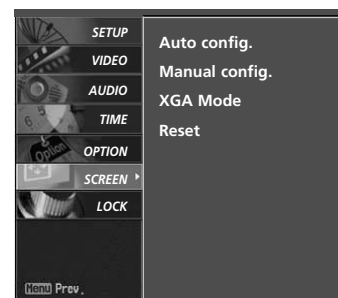 SETUP
VIDEO
AUDIO
TIME
OPTION
SCREEN
LOCK
Menu Prev.
Auto config.
Manual config.
XGA Mode
Reset